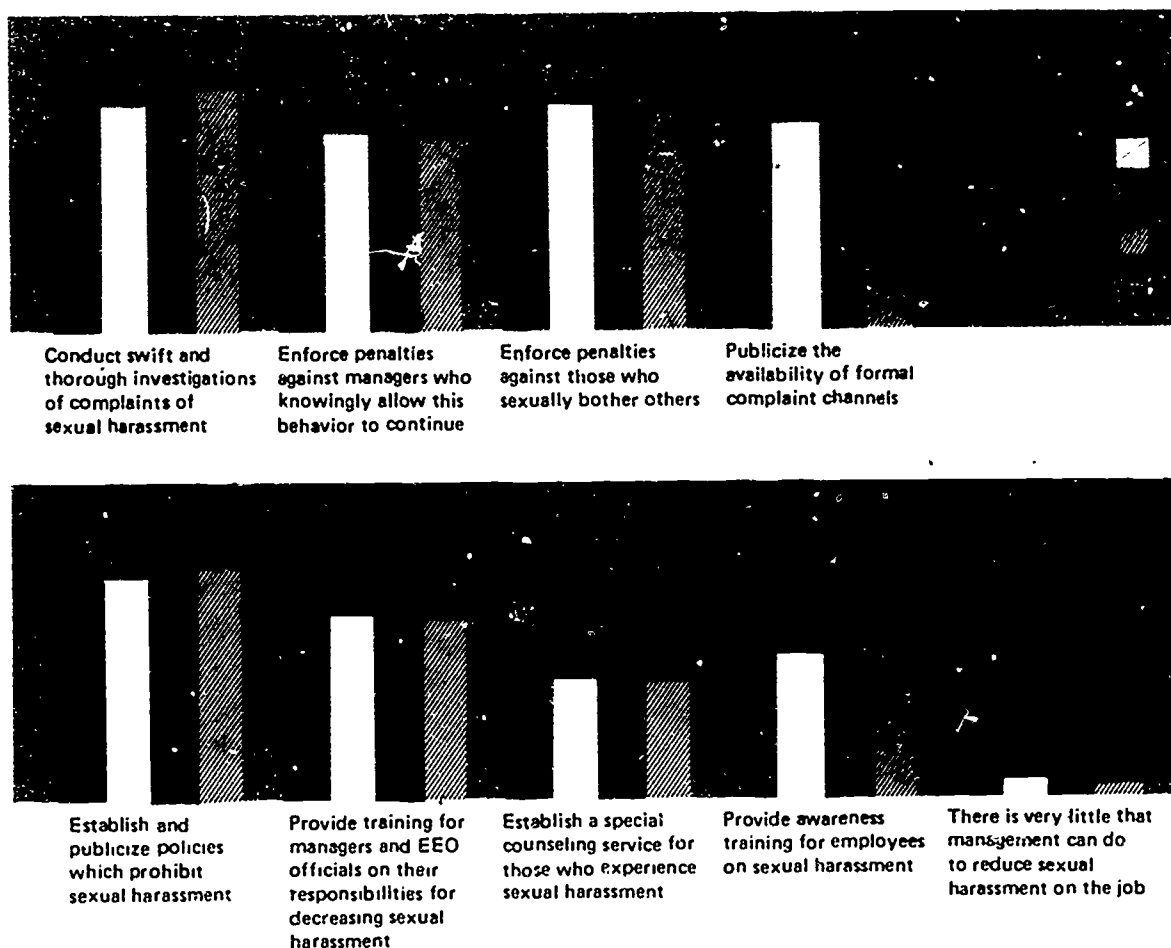 Conduct swift and
thorough investigations
of complaints of
sexual harassment
Enforce penalties
against managers who
knowingly allow this
behavior to continue
Enforce penalties
against those who
sexually bother others
Publicize the
availability of formal
complaint channels
Establish and
publicize policies
which prohibit
sexual harassment
Provide training for
managers and EEO
officials on their
responsibilities for
decreasing sexual
harassment
Establish a special
counseling service for
those who experience
sexual harassment
Provide awareness
training for employees
on sexual harassment
There is very little that
management can do
to reduce sexual
harassment on the job